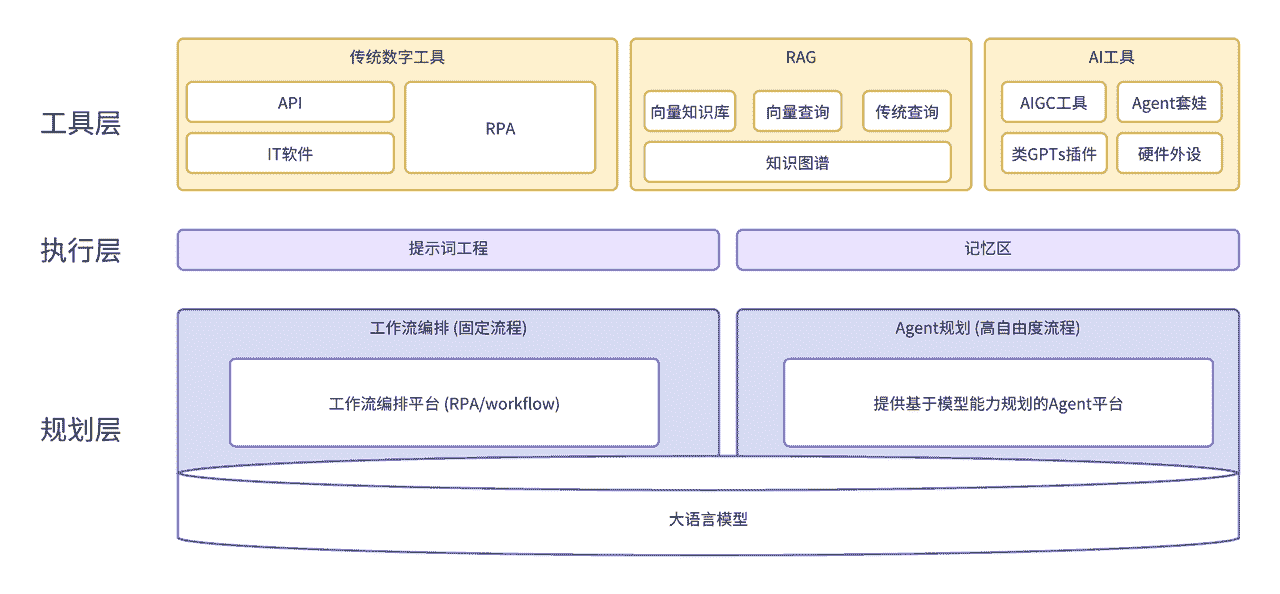 工具层
传统数字工具
API
IT软件
RPA
RAG
向量知识库
向量查询
传统查询
知识图谱
AI工具
AIGC工具
Agent套娃
类GPTs插件
硬件外设
执行层
提示词工程
记忆区
规划层
工作流编排 (固定流程)
工作流编排平台 (RPA/workflow)
Agent规划 (高自由度流程)
提供基于模型能力规划的Agent平台
大语言模型